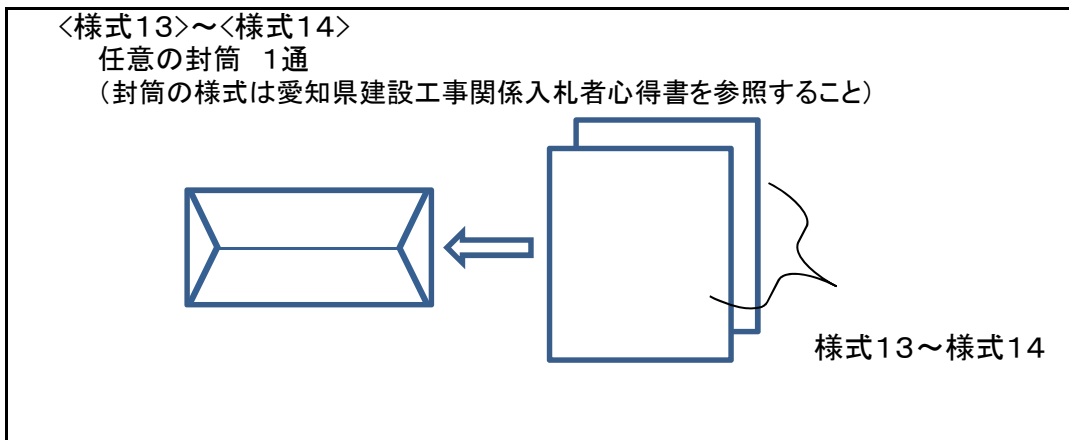 <様式１３>～<様式１４>
任意の封筒　１通
（封筒の様式は愛知県建設工事関係入札者心得書を参照すること）
様式１３～様式１４